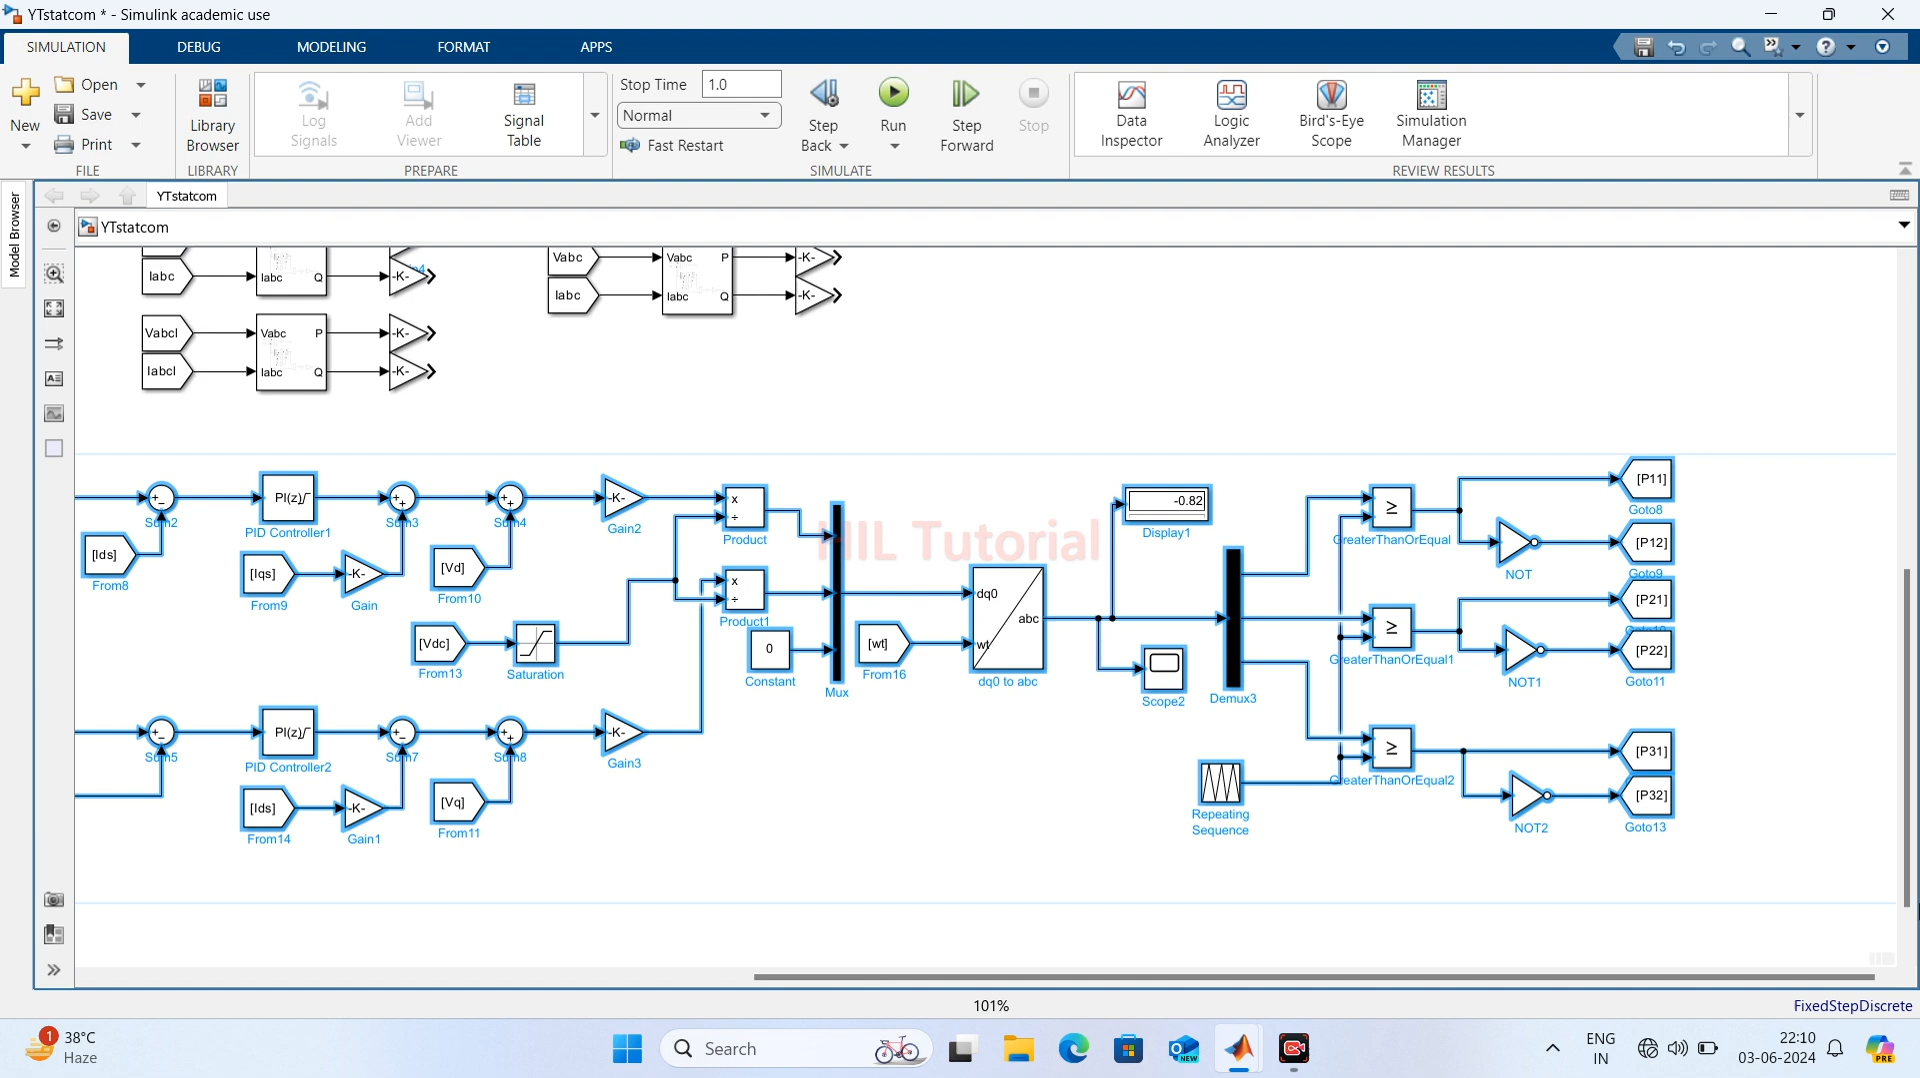 YTstatcom * - Simulink academic use
SIMULATION DEBUG MODELING FORMAT APPS
New
Open
Save
Print
FILE
Library
Browser
LIBRARY
Log
Signals
Add
Viewer
Signal
Table
PREPARE
Stop Time 1.0
Normal
Fast Restart
Step
Back
Run
Step
Forward
Stop
SIMULATE
Data
Inspector
Logic
Analyzer
Bird's-Eye
Scope
Simulation
Manager
REVIEW RESULTS
Model Browser
YTstatcom
YTstatcom
Iabc
Iabc
Q
-K-
Vabc
Vabc
P
-K-
Iabc
Iabc
Q
-K-
Vabcl
Vabc
P
-K-
Iabcl
Iabc
Q
-K-
Sum2
[Ids]
From8
PI(z)
PID Controller1
[Iqs]
From9
-K-
Gain
Sum3
[Vd]
From10
Sum4
-K-
Gain2
x
÷
Product
x
÷
Product1
[Vdc]
From13
Saturation
0
Constant
Mux
[wt]
From16
dq0
wt
abc
dq0 to abc
-0.82
Display1
HIL Tutorial
Scope2
Demux3
≥
GreaterThanOrEqual
≥
GreaterThanOrEqual1
≥
GreaterThanOrEqual2
[P11]
Goto8
NOT
[P12]
Goto9
[P21]
Goto10
NOT1
[P22]
Goto11
[P31]
NOT2
[P32]
Goto13
Repeating
Sequence
Sum5
PI(z)
PID Controller2
[Ids]
From14
-K-
Gain1
Sum7
[Vq]
From11
Sum8
-K-
Gain3
101%
FixedStepDiscrete
1
38°C
Haze
Search
NEW
ENG
IN
22:10
03-06-2024
PRE